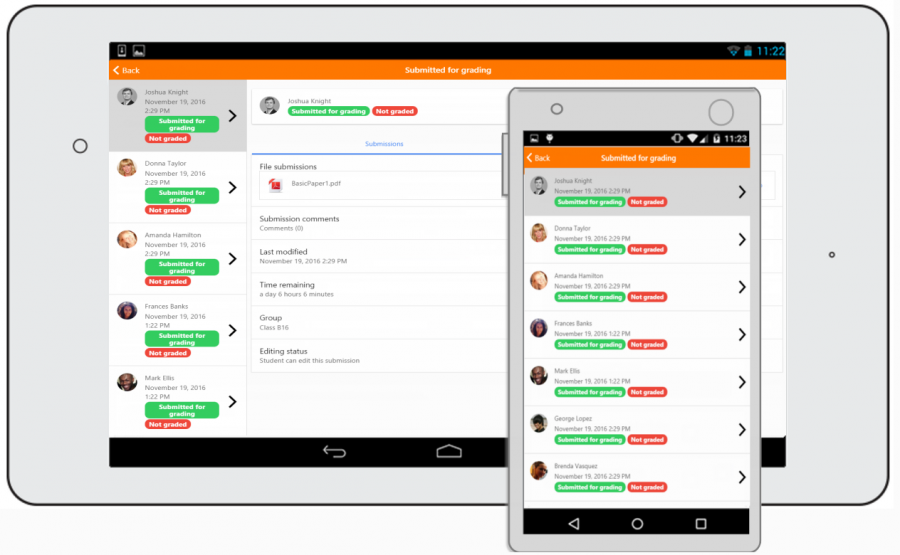 11:22
Back
Submitted for grading
Joshua Knight
November 19, 2016
2:29 PM
Submitted for
grading
Not graded
Donna Taylor
November 19, 2016
2:29 PM
Submitted for
grading
Not graded
Amanda Hamilton
November 19, 2016
2:29 PM
Submitted for
grading
Not graded
Frances Banks
November 19, 2016
1:22 PM
Submitted for
grading
Not graded
Mark Ellis
November 19, 2016
1:22 PM
Submitted for
grading
Not graded
Joshua Knight
Submitted for grading Not graded
Submissions
File submissions
BasicPaper1.pdf
Submission comments
Comments (0)
Last modified
November 19, 2016 2:29 PM
Time remaining
a day 6 hours 6 minutes
Group
Class B16
Editing status
Student can edit this submission
11:23
Back
Submitted for grading
Joshua Knight
November 19, 2016 2:29 PM
Submitted for grading Not graded
Donna Taylor
November 19, 2016 2:29 PM
Submitted for grading Not graded
Amanda Hamilton
November 19, 2016 2:29 PM
Submitted for grading Not graded
Frances Banks
November 19, 2016 1:22 PM
Submitted for grading Not graded
Mark Ellis
November 19, 2016 1:22 PM
Submitted for grading Not graded
George Lopez
November 19, 2016 2:29 PM
Submitted for grading Not graded
Brenda Vasquez
November 19, 2016 2:29 PM
Submitted for grading Not graded